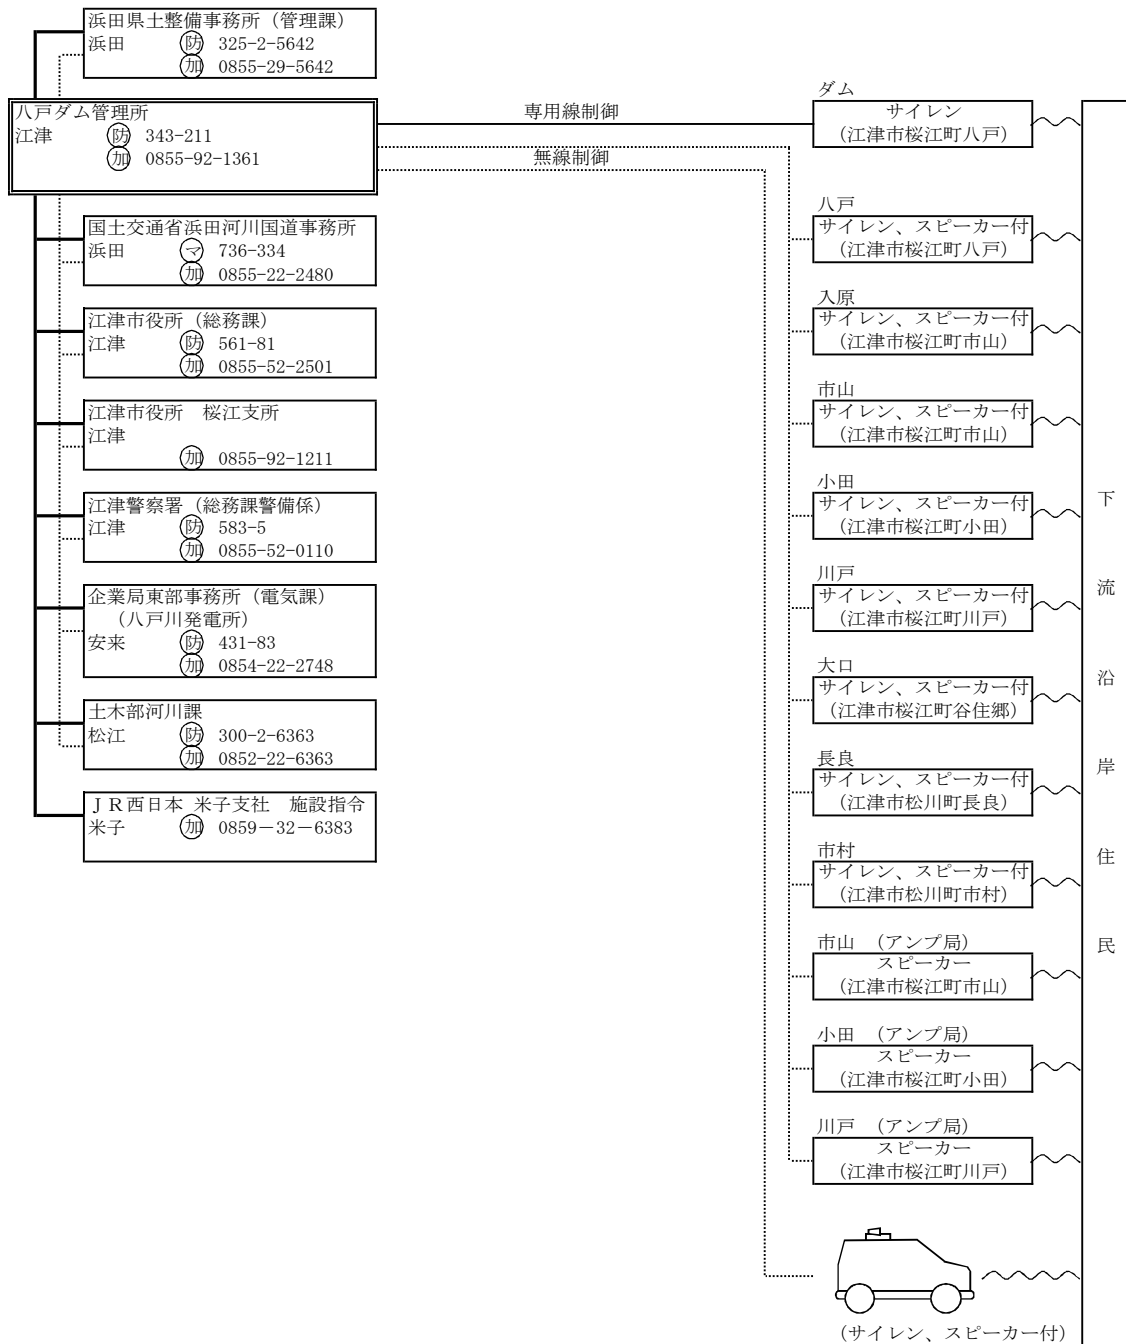 浜田県土整備事務所（管理課）
浜田　防　325-2-5642
加　0855-29-5642
八戸ダム管理所
江津　防　343-211
加　0855-92-1361
国土交通省浜田河川国道事務所
浜田　マ　736-334
加　0855-22-2480
江津市役所（総務課）
江津　防　561-81
加　0855-52-2501
江津市役所　桜江支所
江津
加　0855-92-1211
江津警察署（総務課警備係）
江津　防　583-5
加　0855-52-0110
企業局東部事務所（電気課）
（八戸川発電所）
安来　防　431-83
加　0854-22-2748
土木部河川課
松江　防　300-2-6363
加　0852-22-6363
ＪＲ西日本 米子支社　施設指令
米子　加　0859－32－6383
専用線制御
無線制御
ダム
サイレン
（江津市桜江町八戸）
八戸
サイレン、スピーカー付
（江津市桜江町八戸）
入原
サイレン、スピーカー付
（江津市桜江町市山）
市山
サイレン、スピーカー付
（江津市桜江町市山）
小田
サイレン、スピーカー付
（江津市桜江町小田）
川戸
サイレン、スピーカー付
（江津市桜江町川戸）
大口
サイレン、スピーカー付
（江津市桜江町谷住郷）
長良
サイレン、スピーカー付
（江津市松川町長良）
市村
サイレン、スピーカー付
（江津市松川町市村）
市山　（アンプ局）
スピーカー
（江津市桜江町市山）
小田　（アンプ局）
スピーカー
（江津市桜江町小田）
川戸　（アンプ局）
スピーカー
（江津市桜江町川戸）
（サイレン、スピーカー付）
下流沿岸住民